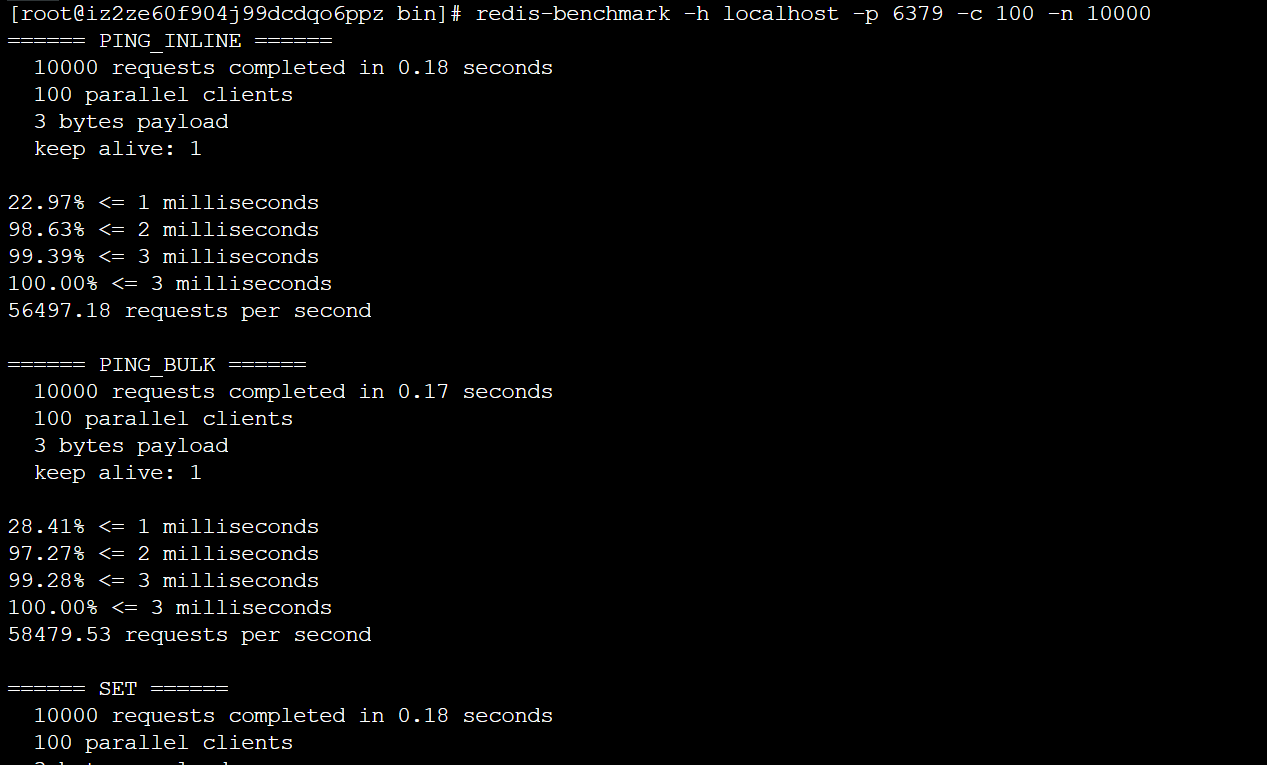 [root@iz2ze60f904j99dcdqo6ppz bin]# redis-benchmark -h localhost -p 6379 -c 100 -n 10000
====== PING_INLINE ======
10000 requests completed in 0.18 seconds
100 parallel clients
3 bytes payload
keep alive: 1
22.97% <= 1 milliseconds
98.63% <= 2 milliseconds
99.39% <= 3 milliseconds
100.00% <= 3 milliseconds
56497.18 requests per second
====== PING_BULK ======
10000 requests completed in 0.17 seconds
100 parallel clients
3 bytes payload
keep alive: 1
28.41% <= 1 milliseconds
97.27% <= 2 milliseconds
99.28% <= 3 milliseconds
100.00% <= 3 milliseconds
58479.53 requests per second
====== SET ======
10000 requests completed in 0.18 seconds
100 parallel clients